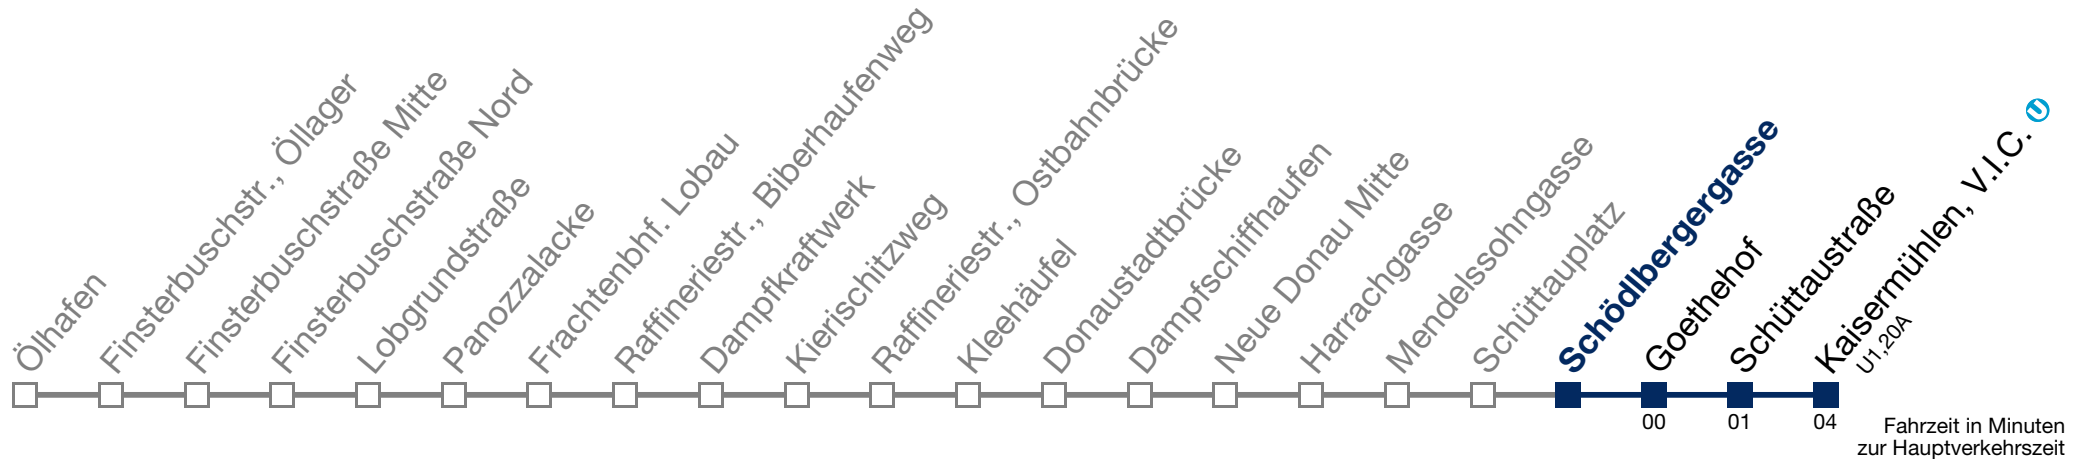 Ölhafen
Finsterbuschstr., Öllager
Finsterbuschstraße Mitte
Finsterbuschstraße Nord
Lobgrundstraße
Panozzalacke
Frachtenbhf. Lobau
Raffineriestr., Biberhaufenweg
Dampfkraftwerk
Kierischitzweg
Raffineriestr., Ostbahnbrücke
Kleehäufel
Donaustadtbrücke
Dampfschiffhaufen
Neue Donau Mitte
Harrachgasse
Mendelssohngasse
Schüttauplatz
Schödlbergergasse
Goethehof
Schüttaustraße
Kaisermühlen, V.I.C. U
U1,20A
00 01 04
Fahrzeit in Minuten
zur Hauptverkehrszeit